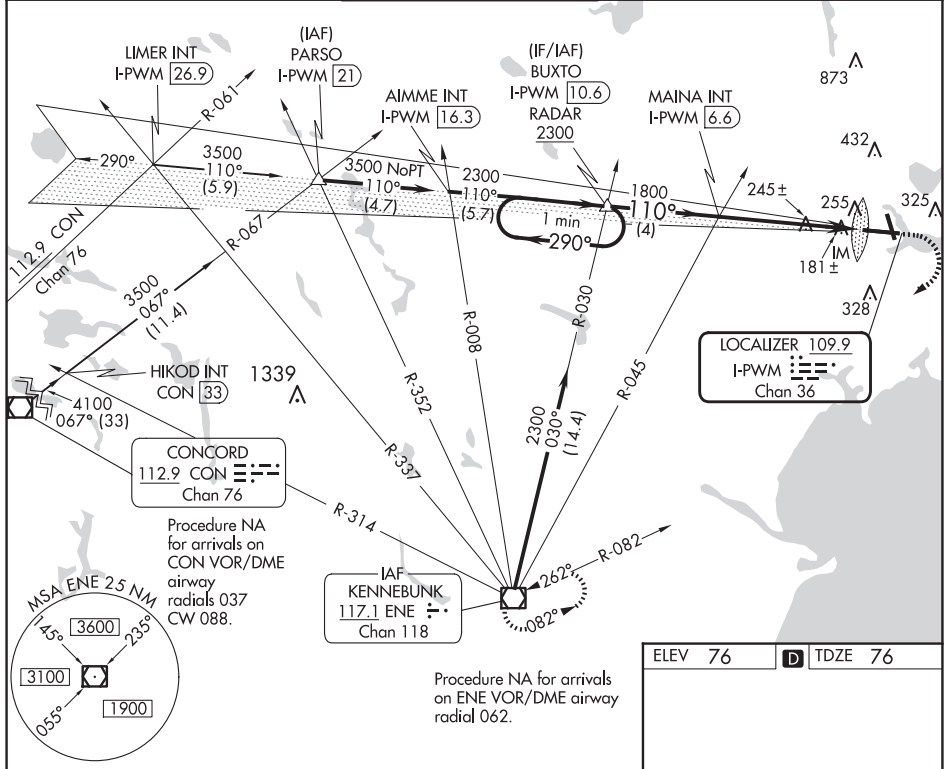 LIMER INT
I-PWM 26.9
(IAF)
PARSO
I-PWM 21
AIMME INT
I-PWM 16.3
(IF/IAF)
BUXTO
I-PWM 10.6
RADAR
2300
MAINA INT
I-PWM 6.6
873
432
325
R-061
290°
3500
110°
(5.9)
3500 NoPT
110°
(4.7)
2300
110°
(5.7)
1800
110°
(4)
245±
255
IM
181±
328
1 min
290°
112.9 CON
Chan 76
R-067
3500
067°
(11.4)
R-008
R-030
R-045
R-352
R-337
R-314
HIKOD INT
CON 33
1339
4100
067° (33)
LOCALIZER 109.9
I-PWM
Chan 36
2300
030°
(14.4)
CONCORD
112.9 CON
Chan 76
Procedure NA
for arrivals on
CON VOR/DME
airway
radials 037
CW 088.
IAF
KENNEBUNK
117.1 ENE
Chan 118
262°
R-082
082°
MSA ENE 25 NM
145°
3600
235°
3100
1900
055°
Procedure NA for arrivals
on ENE VOR/DME airway
radial 062.
ELEV 76 D TDZE 76